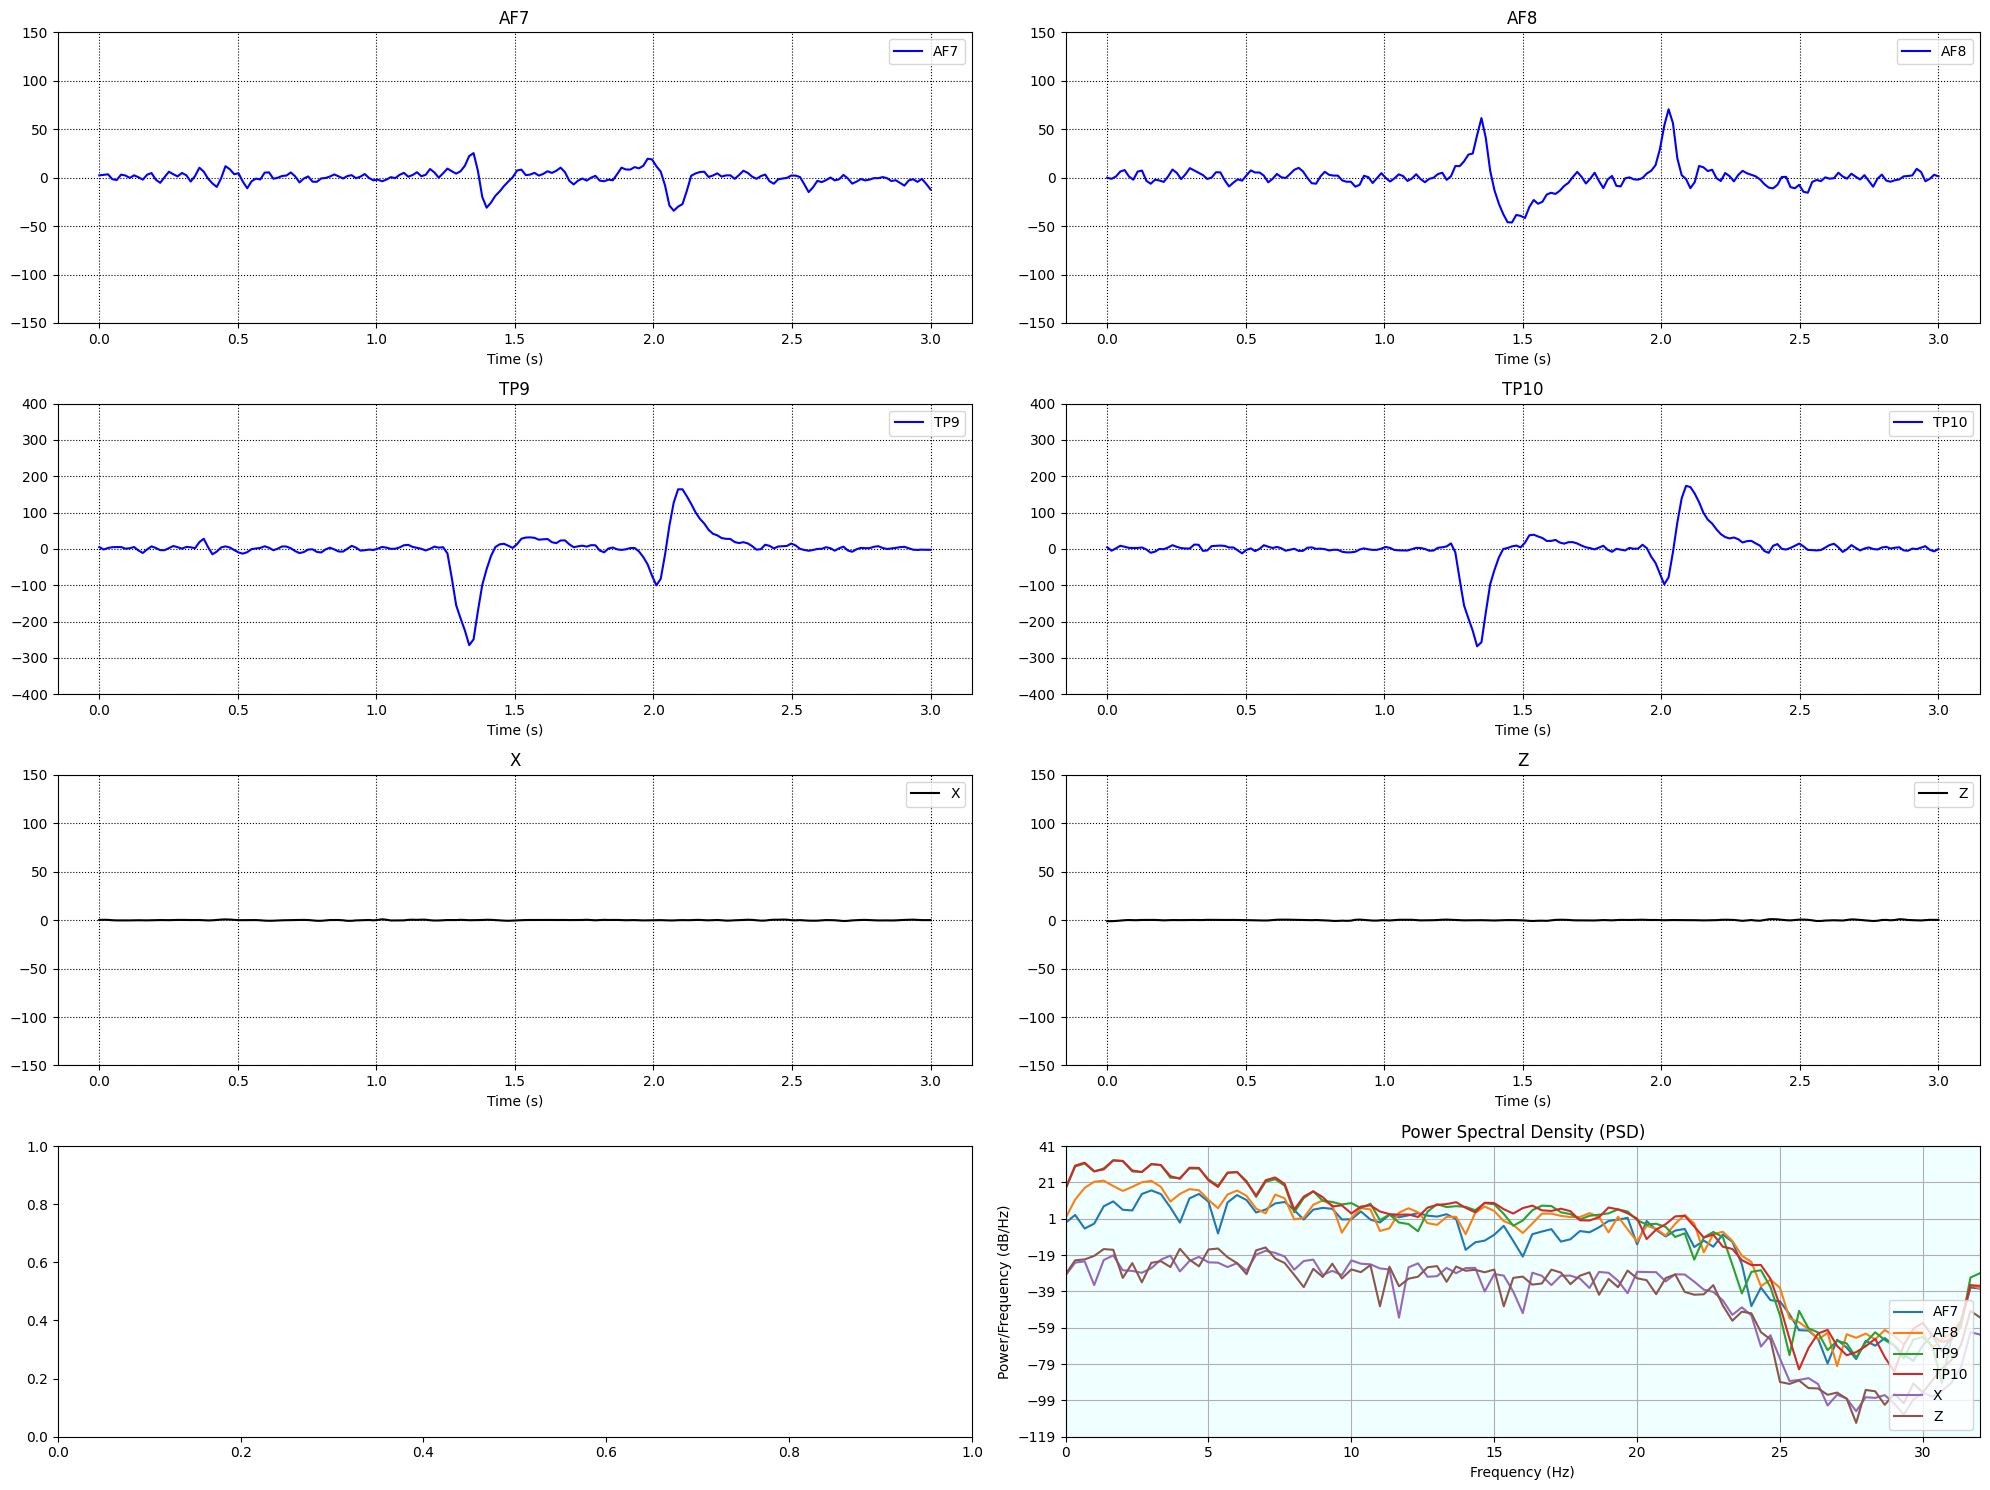 AF7
150
100
50
0
−50
−100
−150
AF7
0.0 0.5 1.0 1.5 2.0 2.5 3.0
Time (s)
AF8
150
100
50
0
−50
−100
−150
AF8
0.0 0.5 1.0 1.5 2.0 2.5 3.0
Time (s)
TP9
400
300
200
100
0
−100
−200
−300
−400
TP9
0.0 0.5 1.0 1.5 2.0 2.5 3.0
Time (s)
TP10
400
300
200
100
0
−100
−200
−300
−400
TP10
0.0 0.5 1.0 1.5 2.0 2.5 3.0
Time (s)
X
150
100
50
0
−50
−100
−150
X
0.0 0.5 1.0 1.5 2.0 2.5 3.0
Time (s)
Z
150
100
50
0
−50
−100
−150
Z
0.0 0.5 1.0 1.5 2.0 2.5 3.0
Time (s)
1.0
0.8
0.6
0.4
0.2
0.0
0.0 0.2 0.4 0.6 0.8 1.0
Power Spectral Density (PSD)
Power/Frequency (dB/Hz)
41
21
1
−19
−39
−59
−79
−99
−119
AF7
AF8
TP9
TP10
X
Z
0 5 10 15 20 25 30
Frequency (Hz)